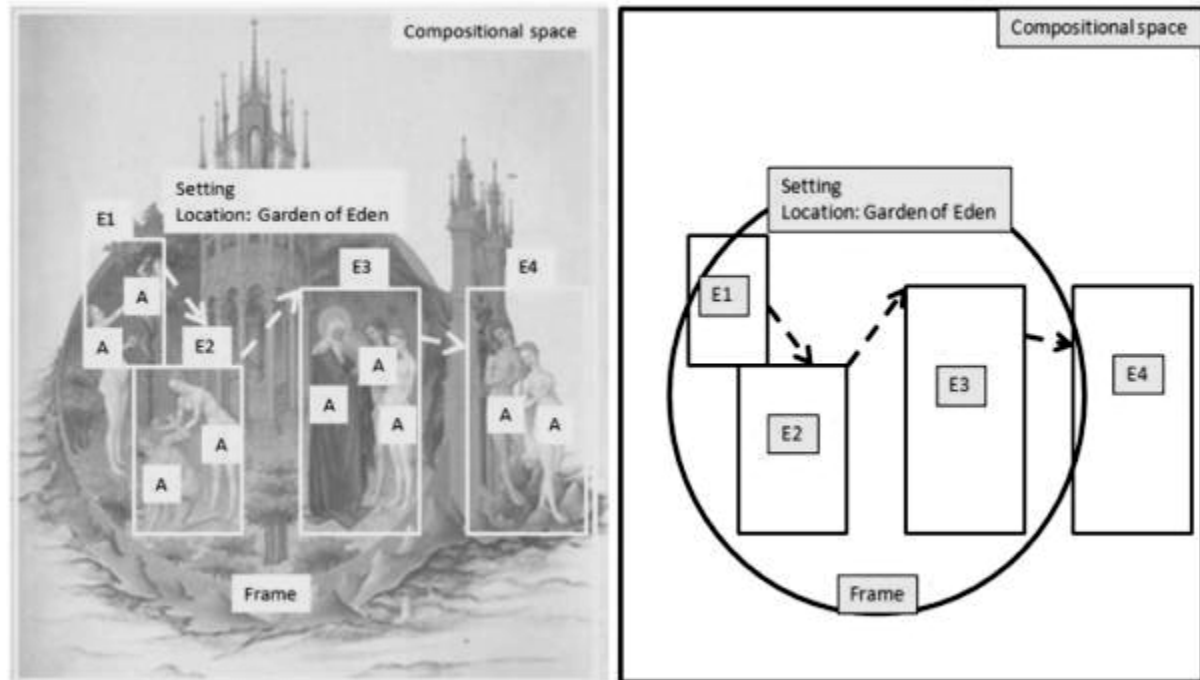 Compositional space
Setting
Location: Garden of Eden
E1
E3
E4
A
A
E2
A
A
A
A
A
A
A
Frame
Compositional space
Setting
Location: Garden of Eden
E1
E3
E4
E2
Frame